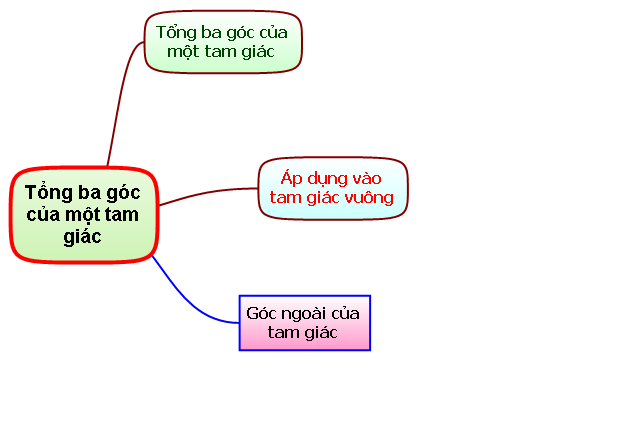 Tổng ba góc của
một tam giác
Áp dụng vào
tam giác vuông
Tổng ba góc
của một tam
giác
Góc ngoài của
tam giác